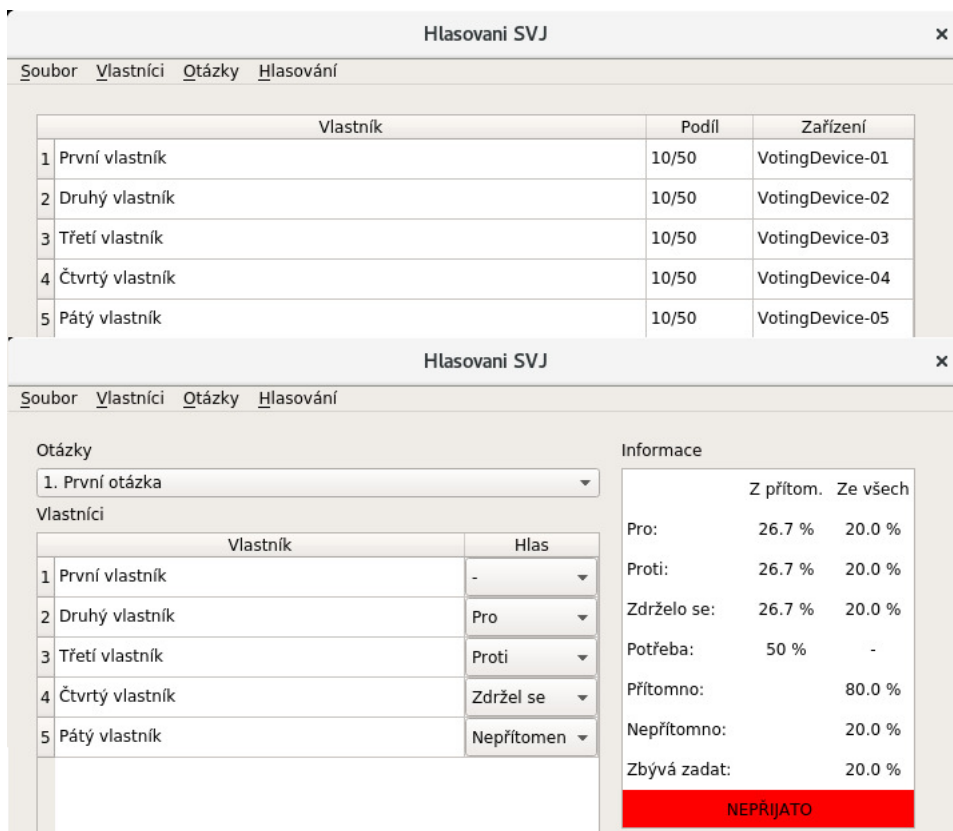 Hlasovani SVJ ×
Soubor Vlastníci Otázky Hlasování
Vlastník Podíl Zařízení
1 První vlastník 10/50 VotingDevice-01
2 Druhý vlastník 10/50 VotingDevice-02
3 Třetí vlastník 10/50 VotingDevice-03
4 Čtvrtý vlastník 10/50 VotingDevice-04
5 Pátý vlastník 10/50 VotingDevice-05
Hlasovani SVJ ×
Soubor Vlastníci Otázky Hlasování
Otázky
1. První otázka
Vlastníci
Vlastník Hlas
1 První vlastník -
2 Druhý vlastník Pro
3 Třetí vlastník Proti
4 Čtvrtý vlastník Zdržel se
5 Pátý vlastník Nepřítomen
Informace
Z přítom. Ze všech
Pro: 26.7 % 20.0 %
Proti: 26.7 % 20.0 %
Zdrželo se: 26.7 % 20.0 %
Potřeba: 50 % -
Přítomno: 80.0 %
Nepřítomno: 20.0 %
Zbývá zadat: 20.0 %
NEPŘIJATO